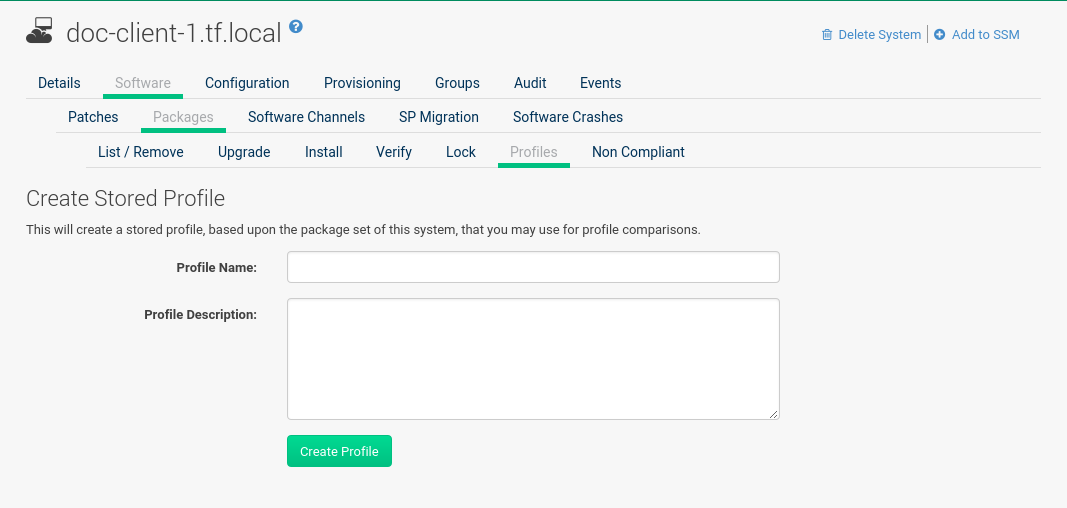 doc-client-1.tf.local ?
Delete System | Add to SSM
Details Software Configuration Provisioning Groups Audit Events
Patches Packages Software Channels SP Migration Software Crashes
List / Remove Upgrade Install Verify Lock Profiles Non Compliant
Create Stored Profile
This will create a stored profile, based upon the package set of this system, that you may use for profile comparisons.
Profile Name:
Profile Description:
Create Profile